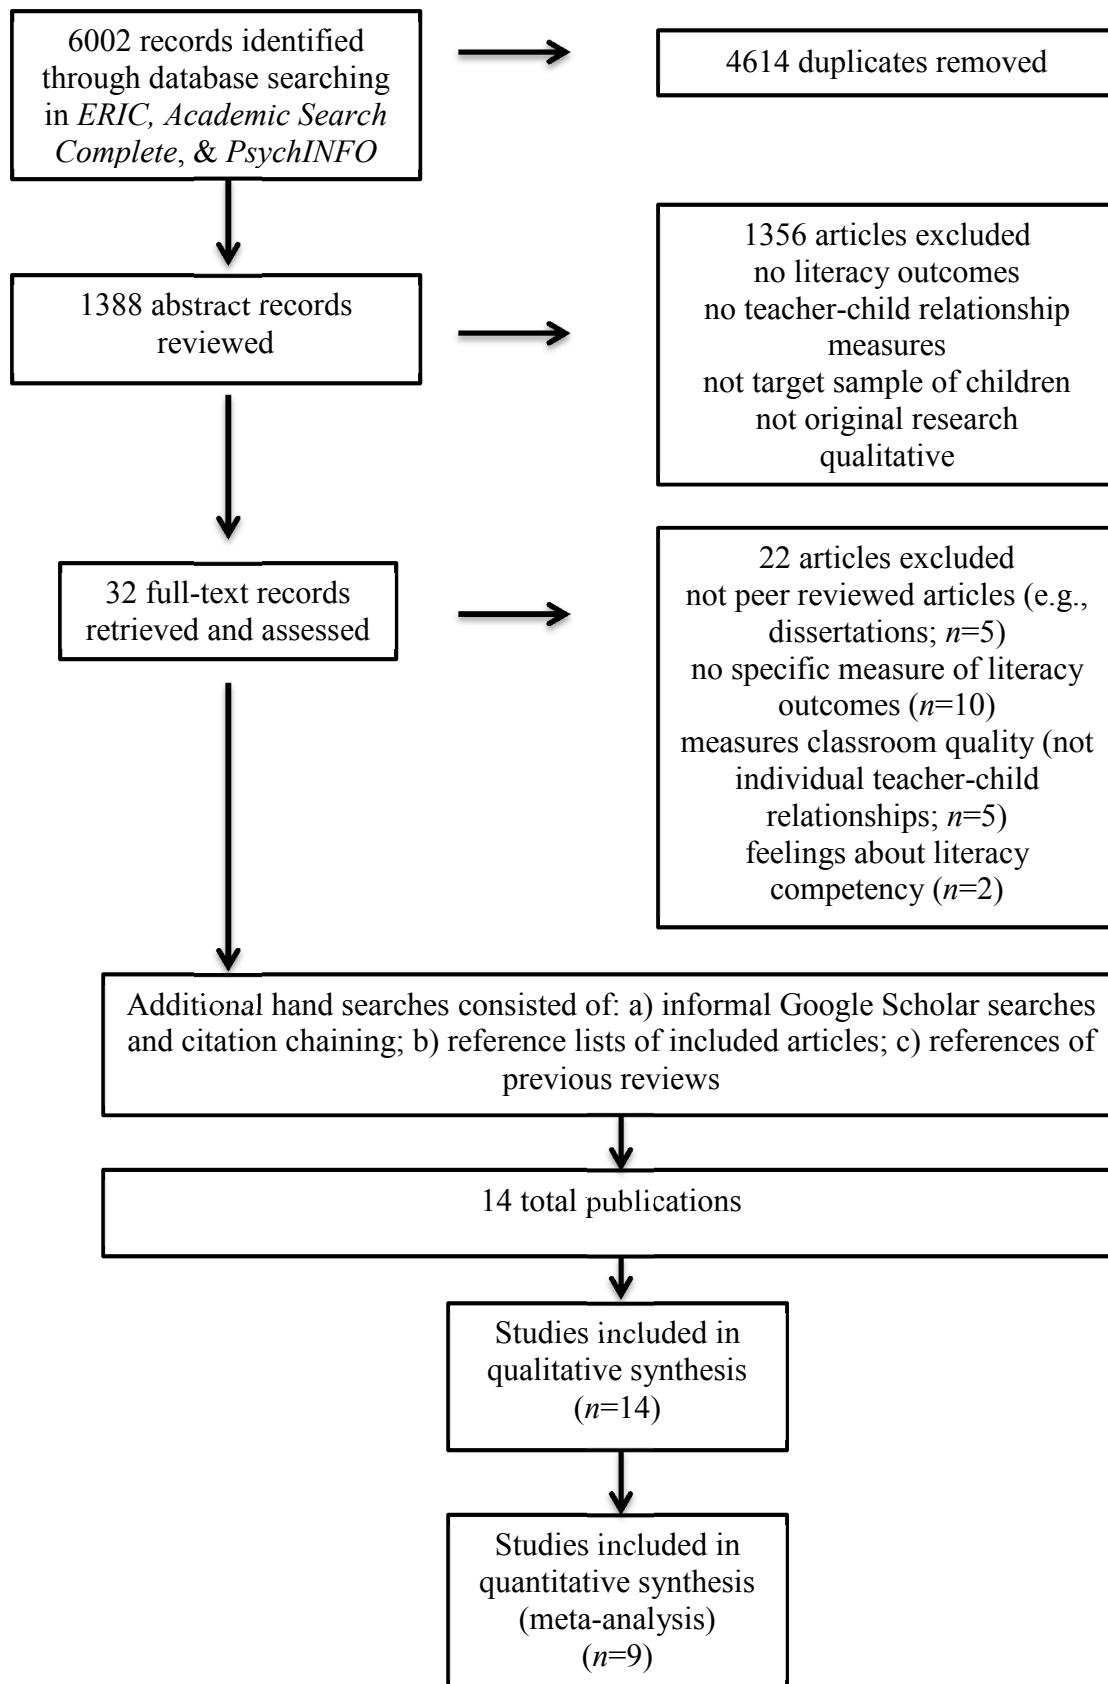 6002 records identified
through database searching
in ERIC, Academic Search
Complete, & PsychINFO
4614 duplicates removed
1388 abstract records
reviewed
1356 articles excluded
no literacy outcomes
no teacher-child relationship
measures
not target sample of children
not original research
qualitative
32 full-text records
retrieved and assessed
22 articles excluded
not peer reviewed articles (e.g.,
dissertations; n=5)
no specific measure of literacy
outcomes (n=10)
measures classroom quality (not
individual teacher-child
relationships; n=5)
feelings about literacy
competency (n=2)
Additional hand searches consisted of: a) informal Google Scholar searches
and citation chaining; b) reference lists of included articles; c) references of
previous reviews
14 total publications
Studies included in
qualitative synthesis
(n=14)
Studies included in
quantitative synthesis
(meta-analysis)
(n=9)